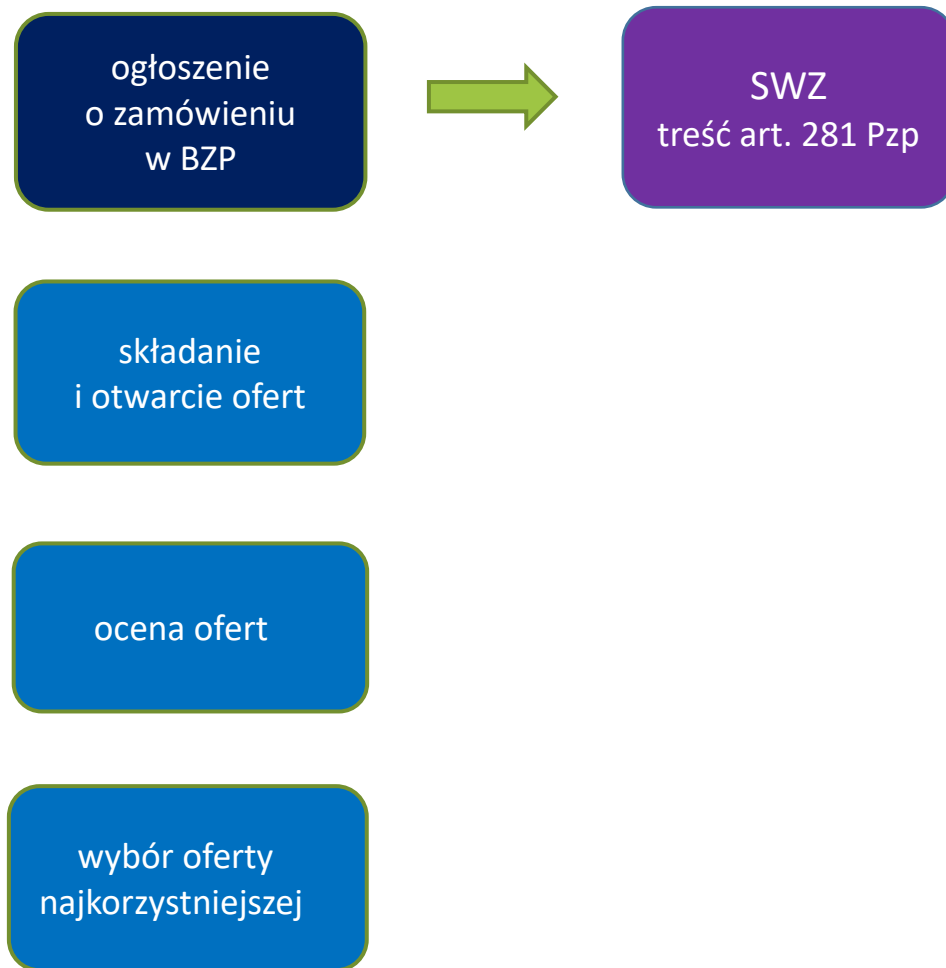 ogłoszenie
o zamówieniu
w BZP
SWZ
treść art. 281 Pzp
składanie
i otwarcie ofert
ocena ofert
wybór oferty
najkorzystniejszej